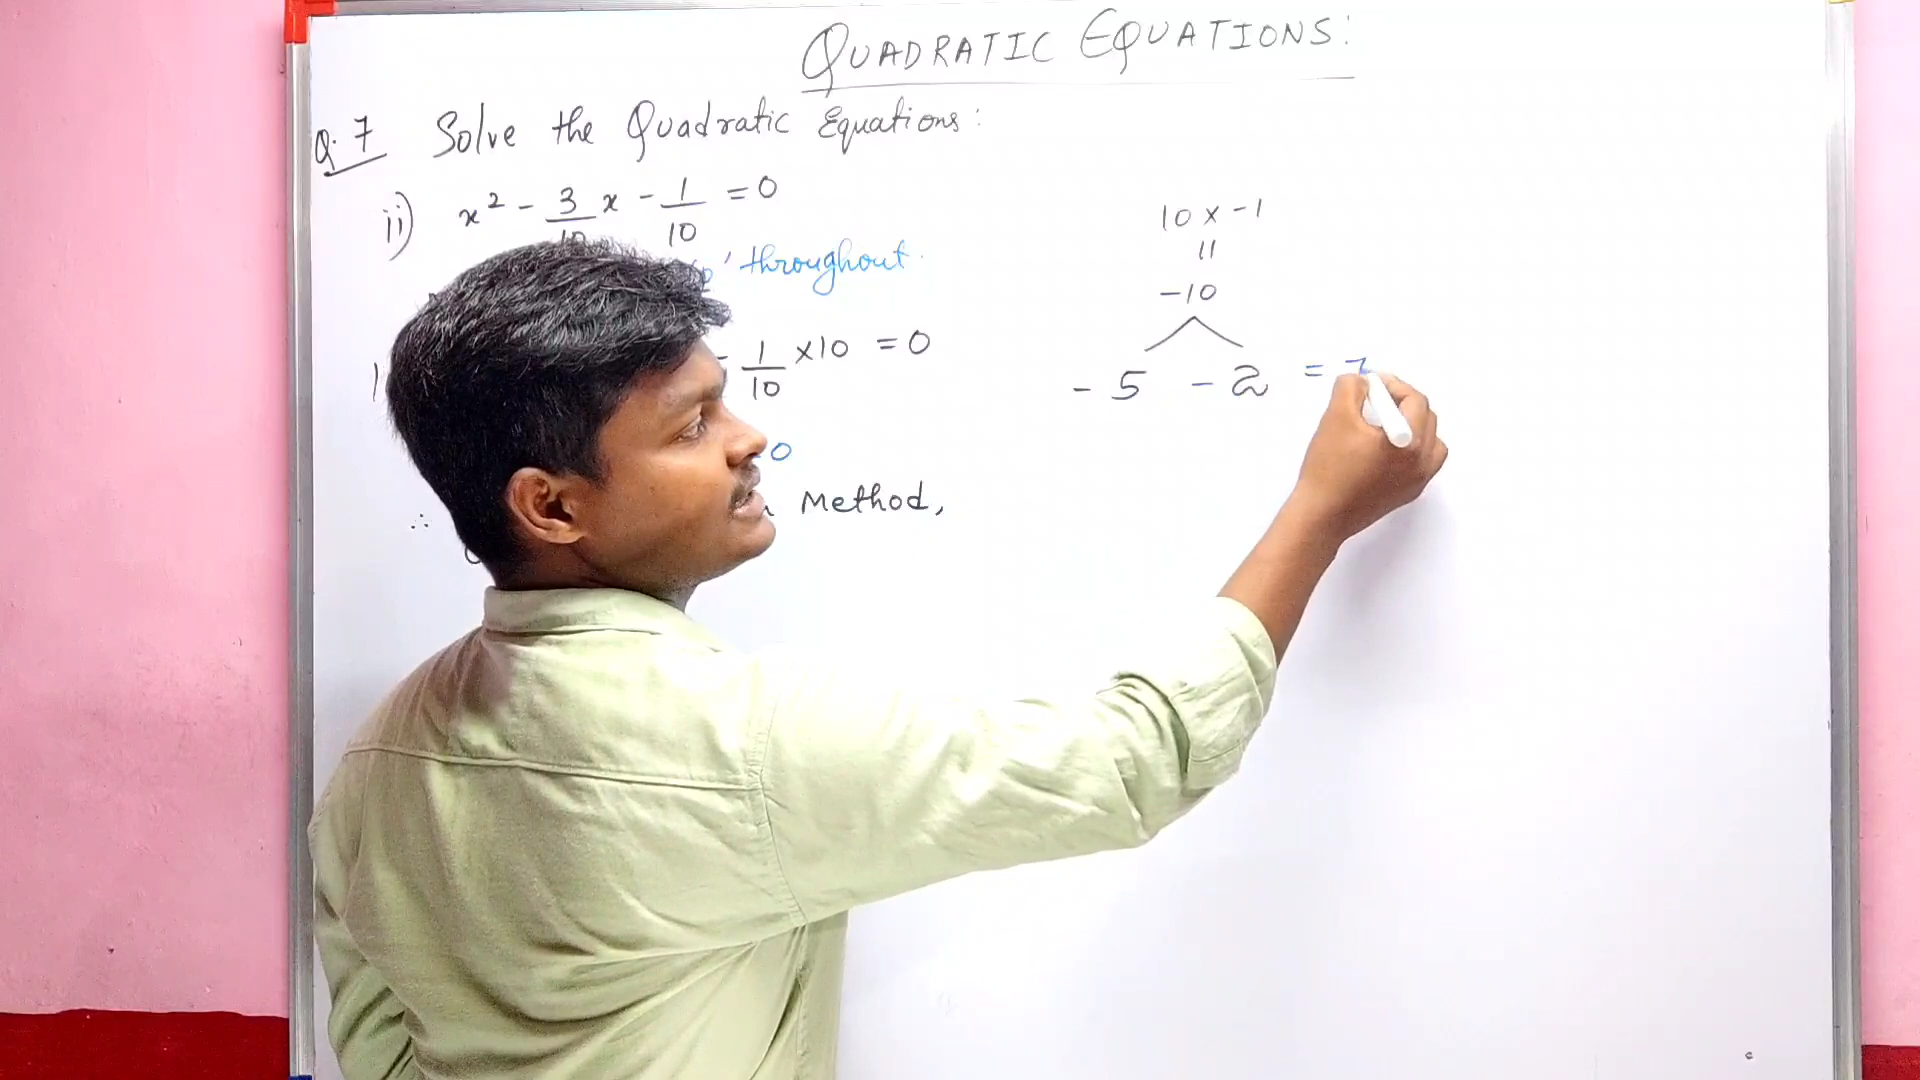 QUADRATIC EQUATIONS:
Q.7 Solve the Quadratic Equations:
ii) x² - 3/10 x - 1/10 = 0
' throughout.
- 1/10 ×10 = 0
0
∴ Method,
10 x -1
||
-10
- 5 - 2 = 7